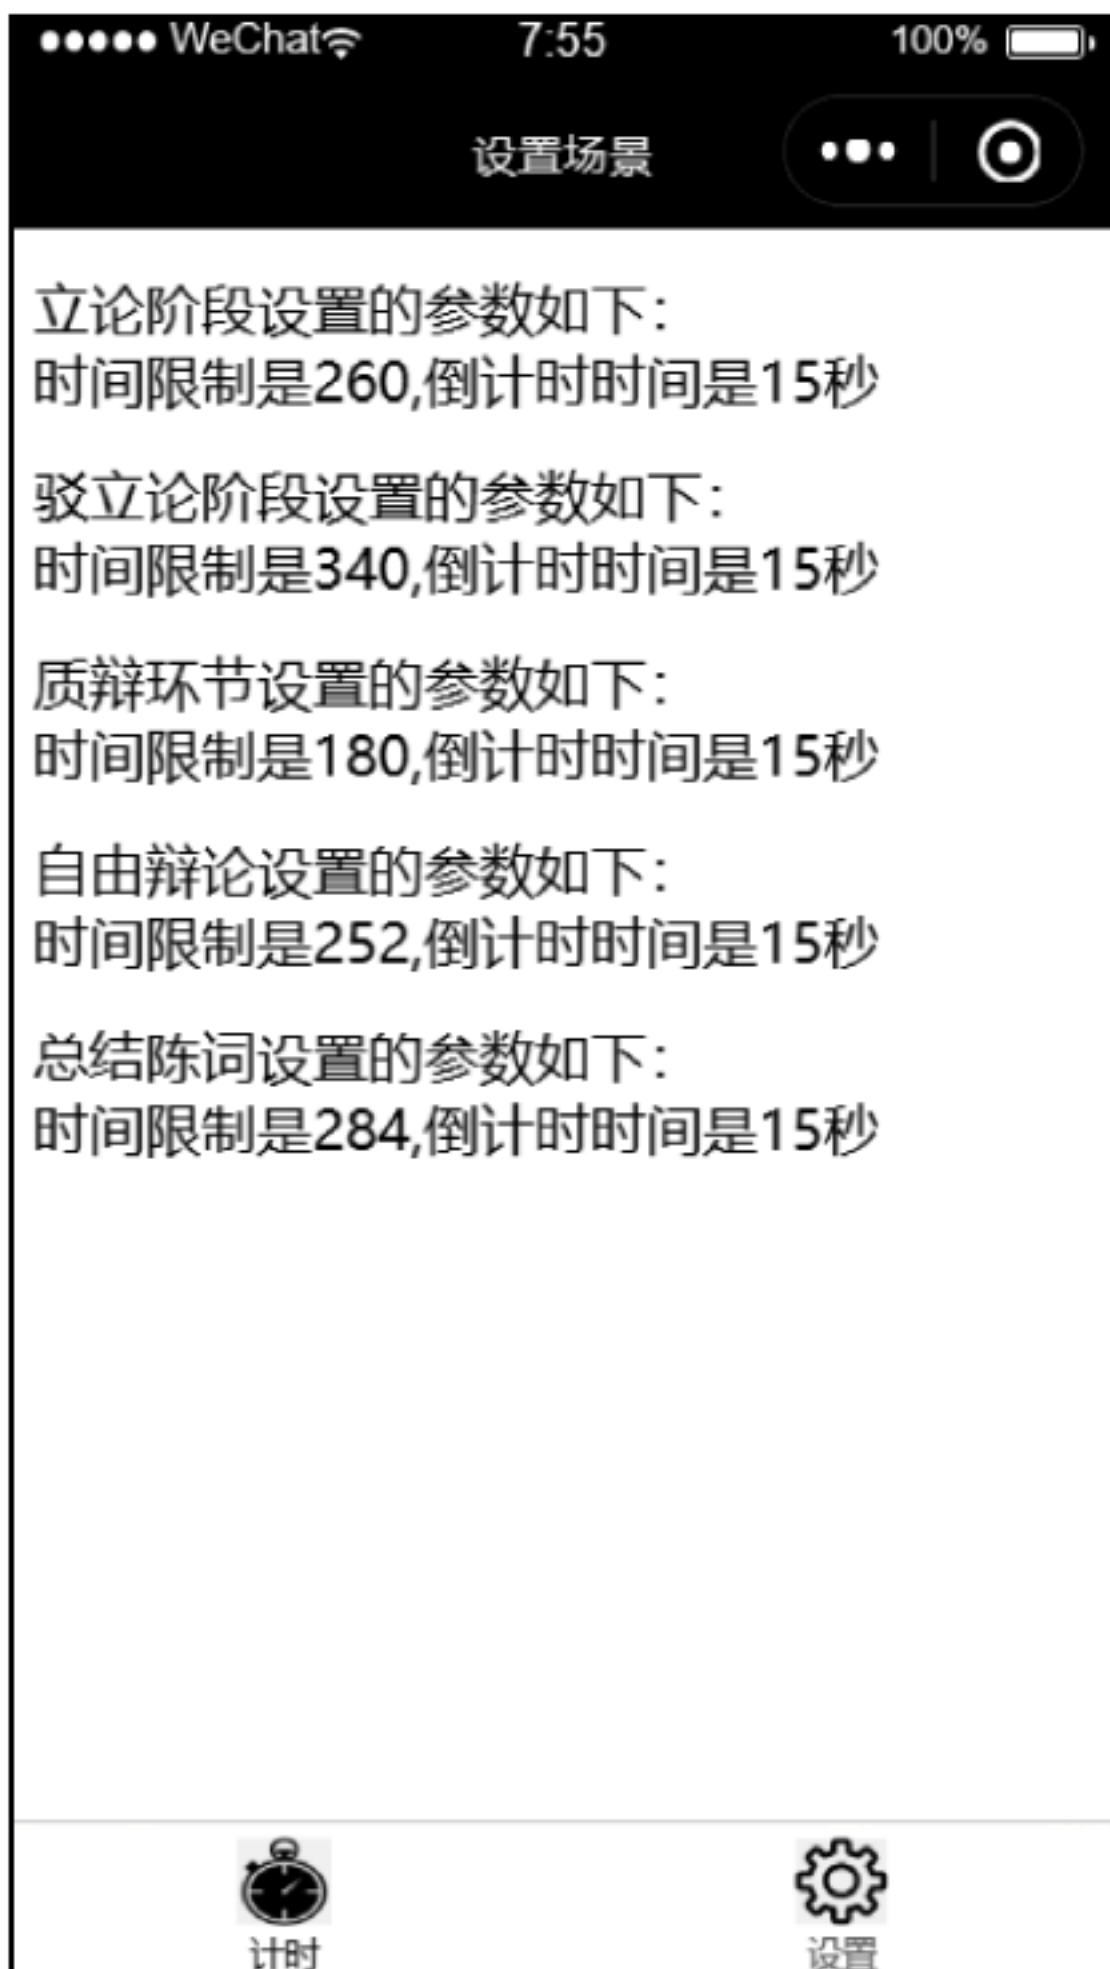 WeChat 7:55 100%
设置场景
立论阶段设置的参数如下：
时间限制是260,倒计时时间是15秒
驳立论阶段设置的参数如下：
时间限制是340,倒计时时间是15秒
质辩环节设置的参数如下：
时间限制是180,倒计时时间是15秒
自由辩论设置的参数如下：
时间限制是252,倒计时时间是15秒
总结陈词设置的参数如下：
时间限制是284,倒计时时间是15秒
计时 设置